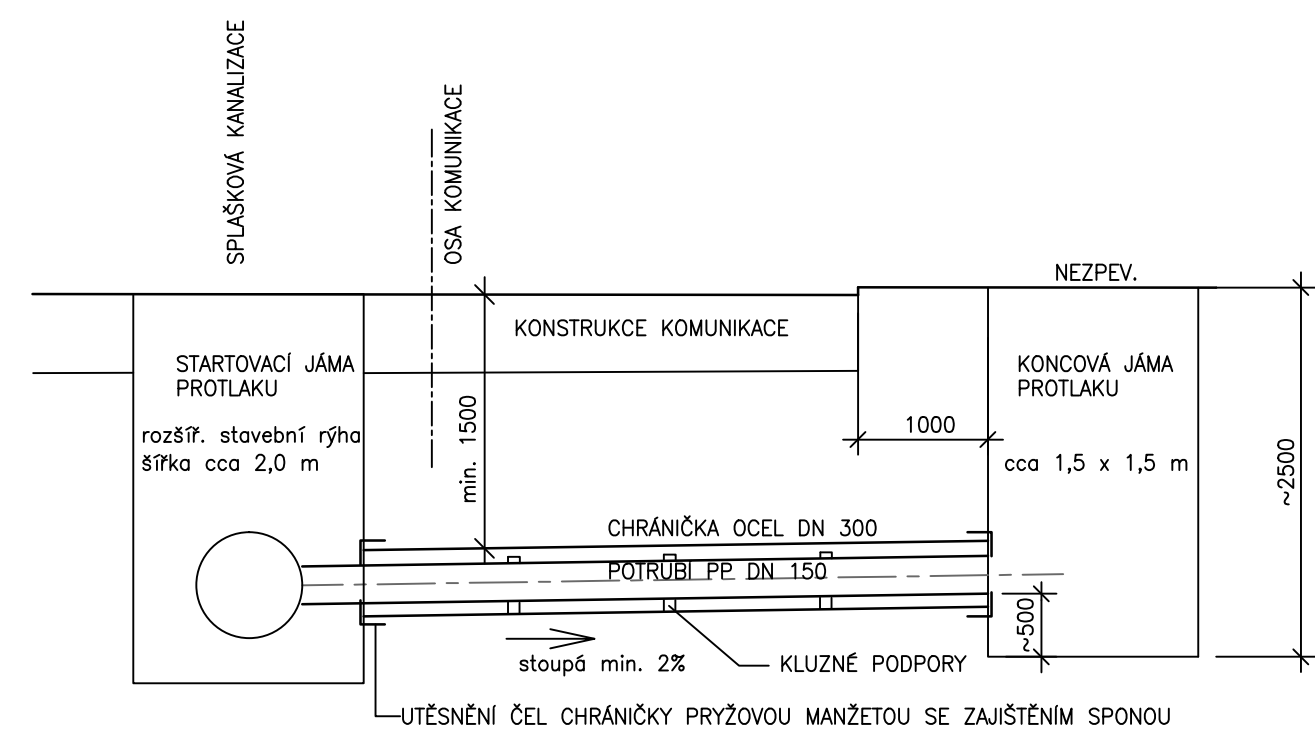 SPLAŠKOVÁ KANALIZACE
OSA KOMUNIKACE
NEZPEV.
KONSTRUKCE KOMUNIKACE
STARTOVACÍ JÁMA
PROTLAKU
rozšíř. stavební rýha
šířka cca 2,0 m
min. 1500
1000
KONCOVÁ JÁMA
PROTLAKU
cca 1,5 x 1,5 m
~2500
CHRÁNIČKA OCEL DN 300
POTRUBÍ PP DN 150
~500
stoupá min. 2%
KLUZNÉ PODPORY
UTĚSNĚNÍ ČEL CHRÁNIČKY PRYŽOVOU MANŽETOU SE ZAJIŠTĚNÍM SPONOU